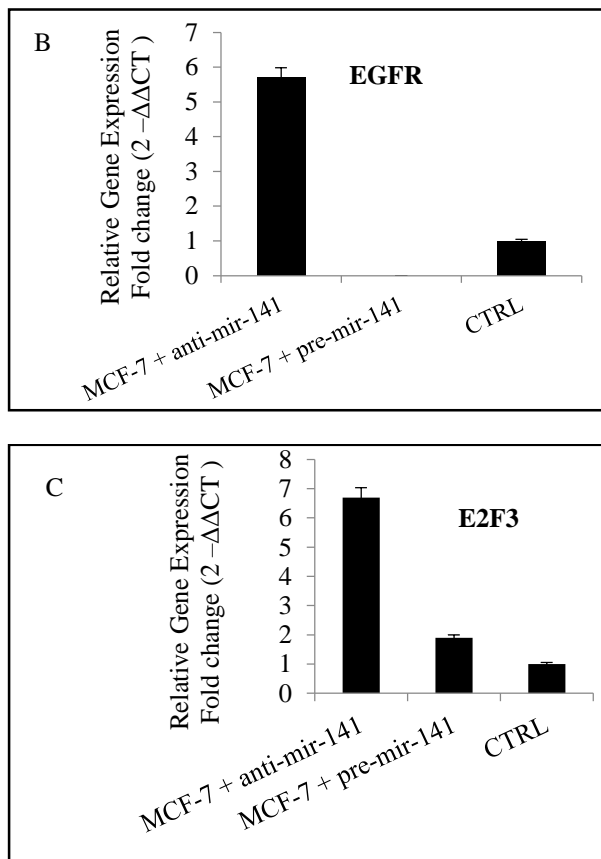 B
EGFR
Relative Gene Expression
Fold change (2 –ΔΔCT )
7
6
5
4
3
2
1
0
MCF-7 + anti-mir-141
MCF-7 + pre-mir-141
CTRL
C
E2F3
Relative Gene Expression
Fold change (2 –ΔΔCT )
8
7
6
5
4
3
2
1
0
MCF-7 + anti-mir-141
MCF-7 + pre-mir-141
CTRL